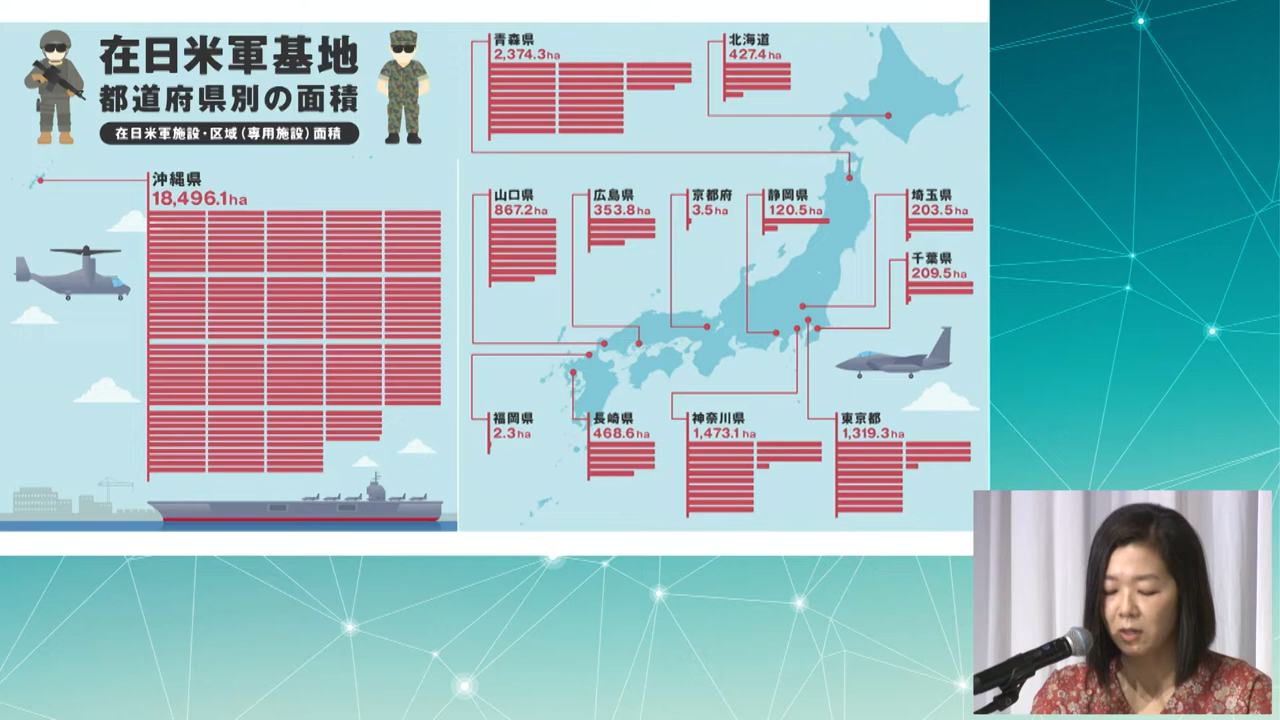 在日米軍基地
都道府県別の面積
在日米軍施設・区域(専用施設)面積
沖縄県
18,496.1ha
青森県
2,374.3ha
北海道
427.4ha
山口県
867.2ha
広島県
353.8ha
京都府
3.5ha
静岡県
120.5ha
埼玉県
203.5ha
千葉県
209.5ha
福岡県
2.3ha
長崎県
468.6ha
神奈川県
1,473.1ha
東京都
1,319.3ha